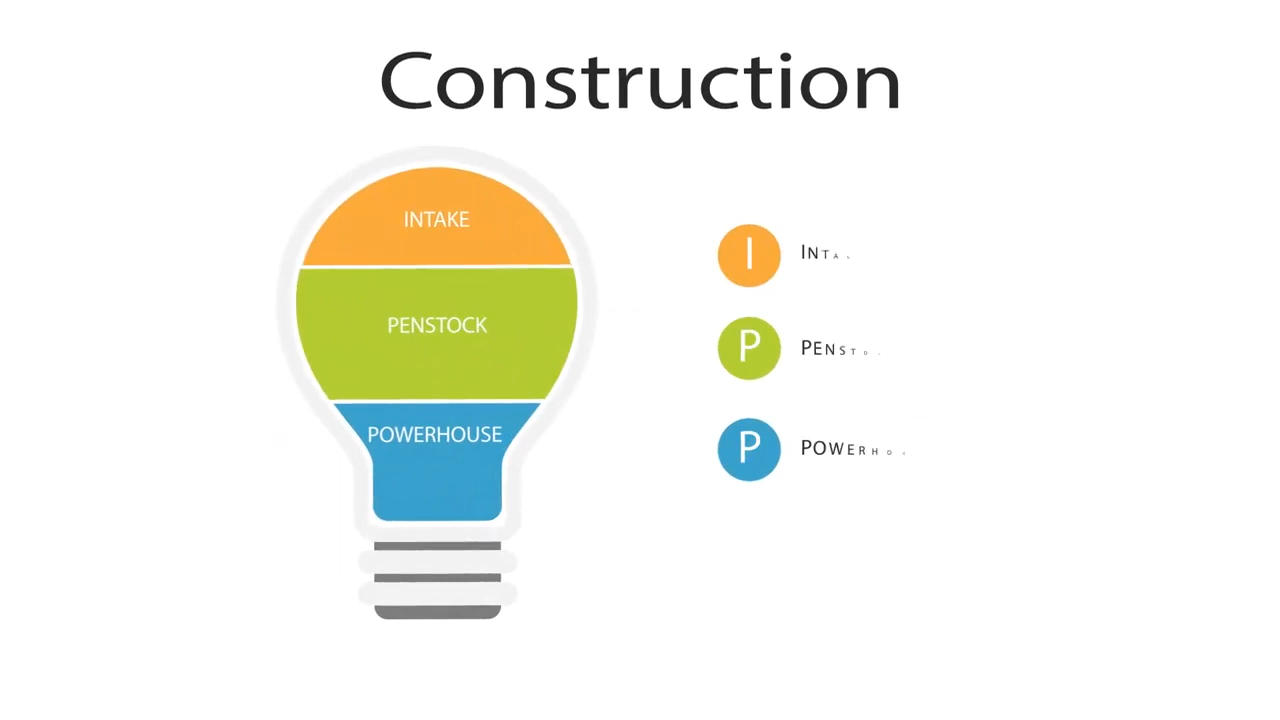 Construction
INTAKE
PENSTOCK
POWERHOUSE
I
P
P